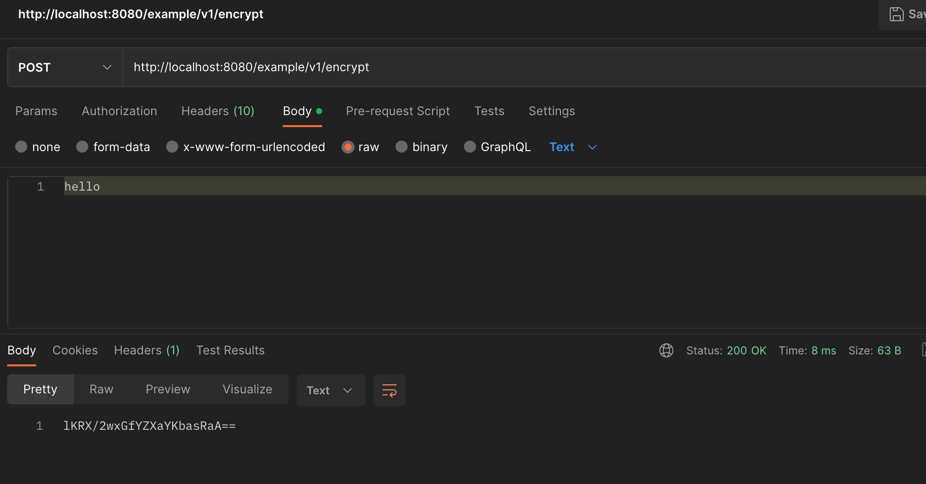 http://localhost:8080/example/v1/encrypt
Sav
POST http://localhost:8080/example/v1/encrypt
Params Authorization Headers (10) Body Pre-request Script Tests Settings
none form-data x-www-form-urlencoded raw binary GraphQL Text
1 hello
Body Cookies Headers (1) Test Results Status: 200 OK Time: 8 ms Size: 63 B
Pretty Raw Preview Visualize Text
1 lKRX/2wxGfYZXaYKbasRaA==